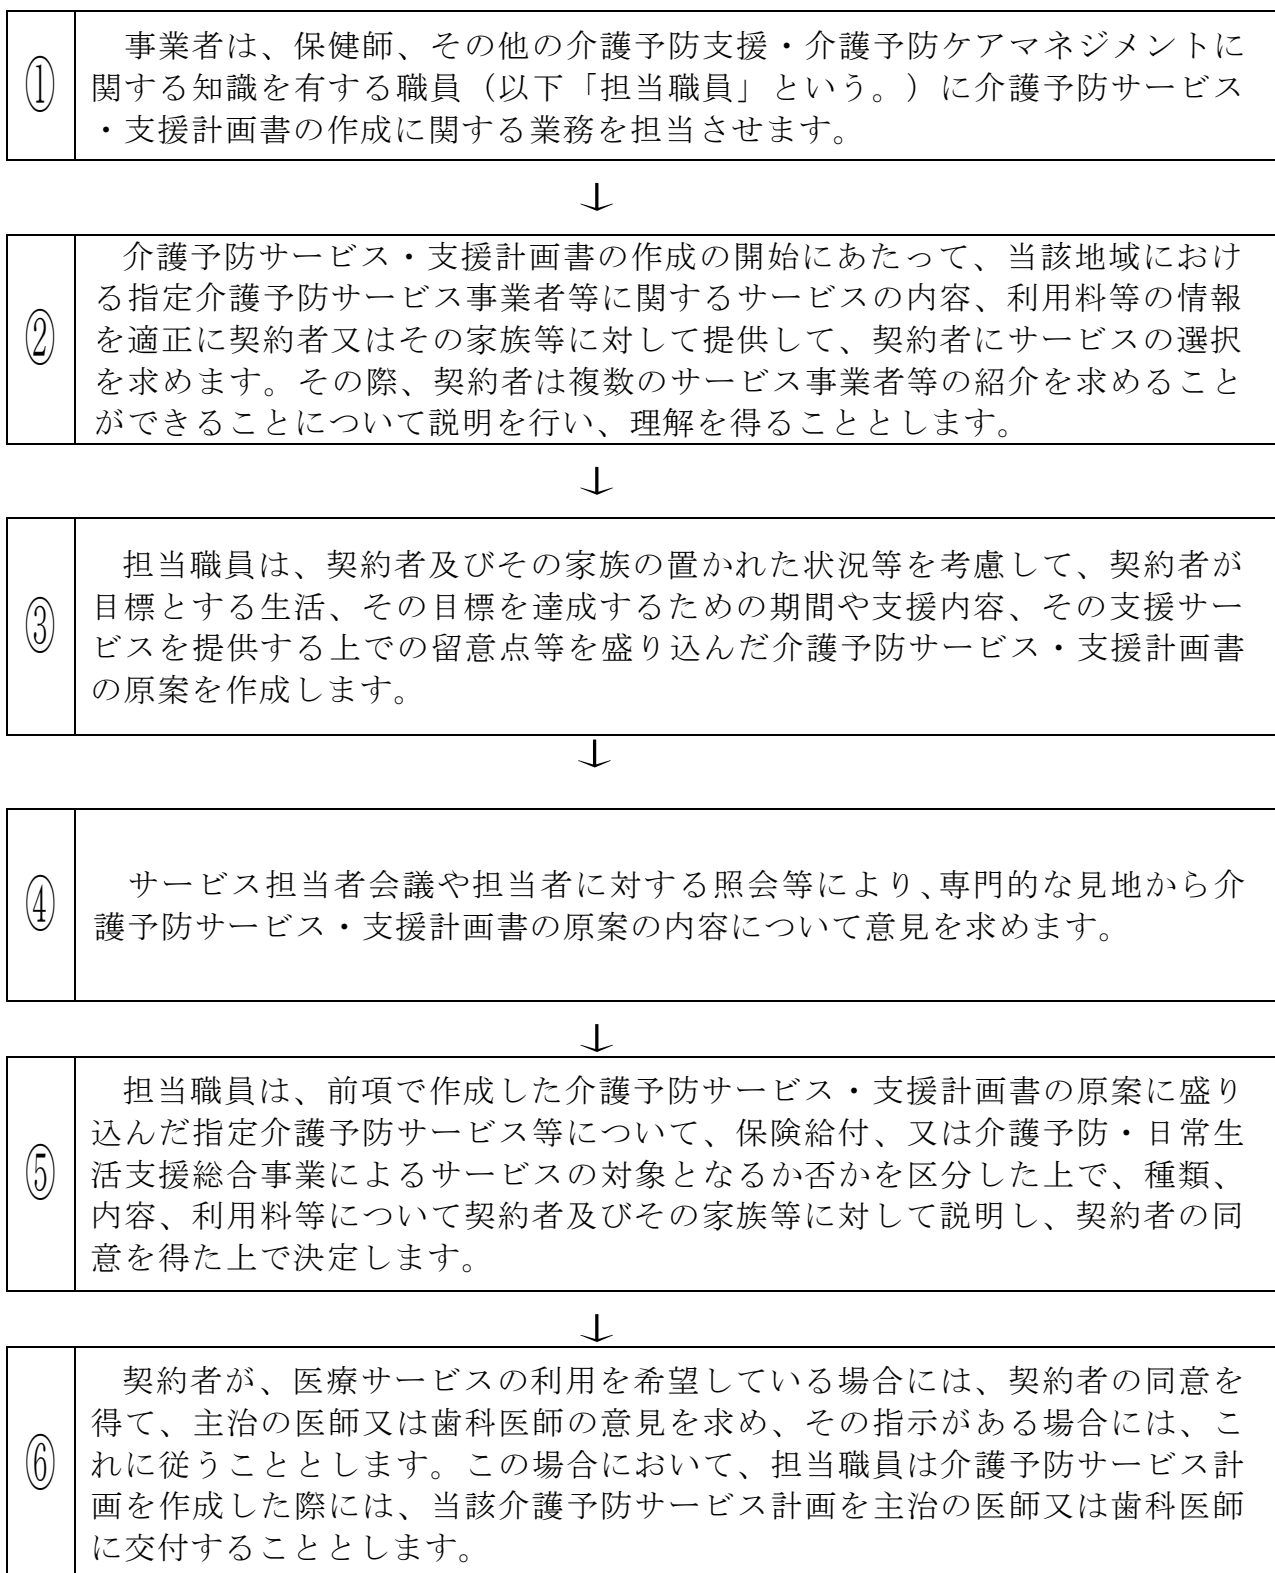 ①
事業者は、保健師、その他の介護予防支援・介護予防ケアマネジメントに
関する知識を有する職員（以下「担当職員」という。）に介護予防サービス
・支援計画書の作成に関する業務を担当させます。
↓
②
介護予防サービス・支援計画書の作成の開始にあたって、当該地域におけ
る指定介護予防サービス事業者等に関するサービスの内容、利用料等の情報
を適正に契約者又はその家族等に対して提供して、契約者にサービスの選択
を求めます。その際、契約者は複数のサービス事業者等の紹介を求めること
ができることについて説明を行い、理解を得ることとします。
↓
③
担当職員は、契約者及びその家族の置かれた状況等を考慮して、契約者が
目標とする生活、その目標を達成するための期間や支援内容、その支援サー
ビスを提供する上での留意点等を盛り込んだ介護予防サービス・支援計画書
の原案を作成します。
↓
④
サービス担当者会議や担当者に対する照会等により、専門的な見地から介
護予防サービス・支援計画書の原案の内容について意見を求めます。
↓
⑤
担当職員は、前項で作成した介護予防サービス・支援計画書の原案に盛り
込んだ指定介護予防サービス等について、保険給付、又は介護予防・日常生
活支援総合事業によるサービスの対象となるか否かを区分した上で、種類、
内容、利用料等について契約者及びその家族等に対して説明し、契約者の同
意を得た上で決定します。
↓
⑥
契約者が、医療サービスの利用を希望している場合には、契約者の同意を
得て、主治の医師又は歯科医師の意見を求め、その指示がある場合には、こ
れに従うこととします。この場合において、担当職員は介護予防サービス計
画を作成した際には、当該介護予防サービス計画を主治の医師又は歯科医師
に交付することとします。